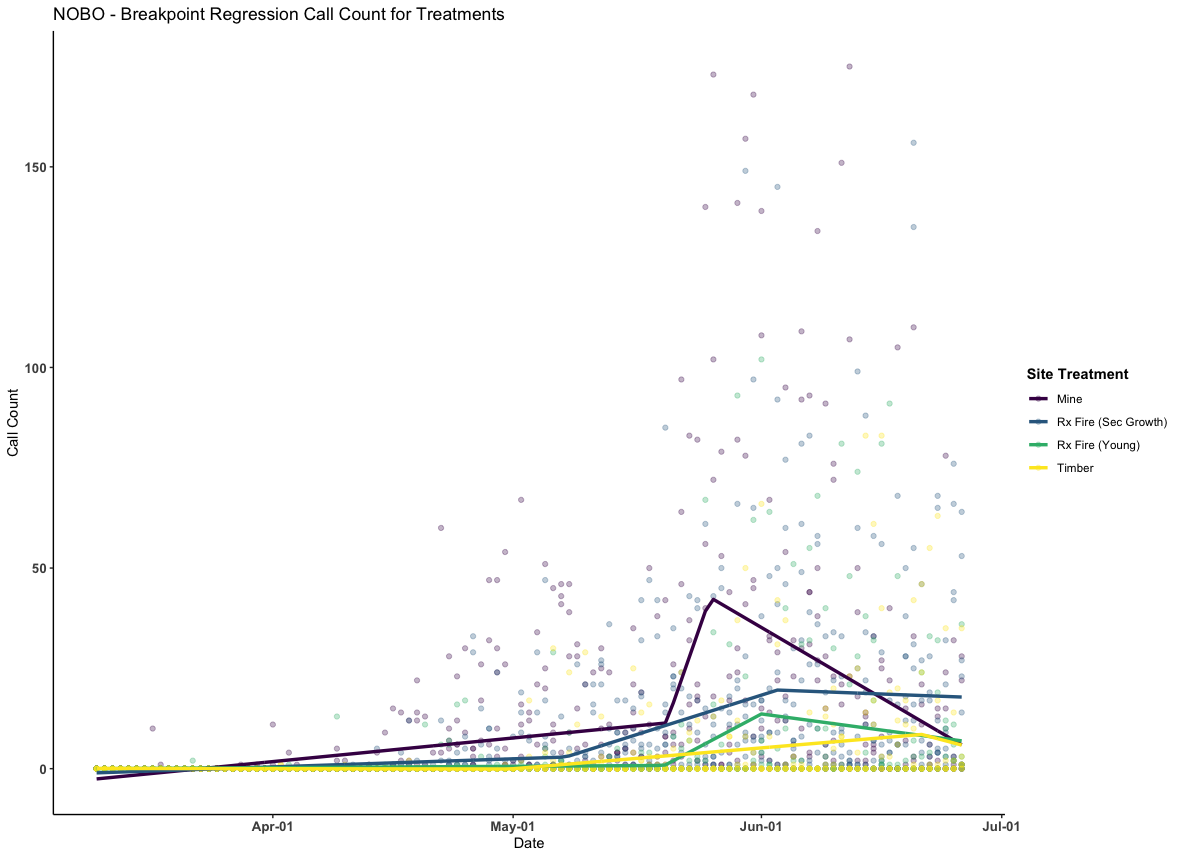 NOBO - Breakpoint Regression Call Count for Treatments
150
100
50
0
Call Count
Apr-01
May-01
Jun-01
Jul-01
Date
Site Treatment
Mine
Rx Fire (Sec Growth)
Rx Fire (Young)
Timber